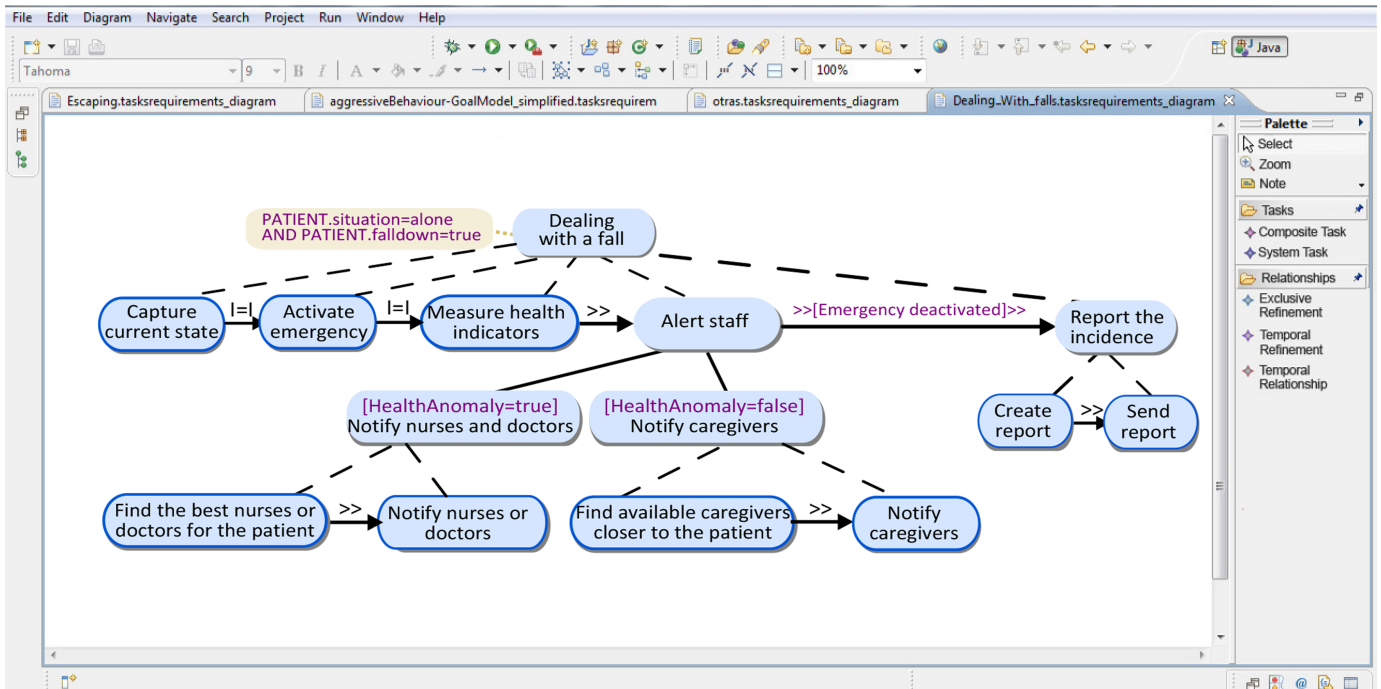 File Edit Diagram Navigate Search Project Run Window Help
Java
Tahoma 9 B I A 100%
Escaping.tasksrequirements_diagram
aggressiveBehaviour-GoalModel_simplified.tasksrequirem
otras.tasksrequirements_diagram
Dealing_With_falls.tasksrequirements_diagram
Palette
Select
Zoom
Note
Tasks
Composite Task
System Task
Relationships
Exclusive
Refinement
Temporal
Refinement
Temporal
Relationship
PATIENT.situation=alone
AND PATIENT.falldown=true
Dealing
with a fall
Capture
current state
|=|
Activate
emergency
|=|
Measure health
indicators
>>
Alert staff
>>[Emergency deactivated]>>
Report the
incidence
[HealthAnomaly=true]
Notify nurses and doctors
[HealthAnomaly=false]
Notify caregivers
Create
report
>>
Send
report
Find the best nurses or
doctors for the patient
>>
Notify nurses or
doctors
Find available caregivers
closer to the patient
>>
Notify
caregivers